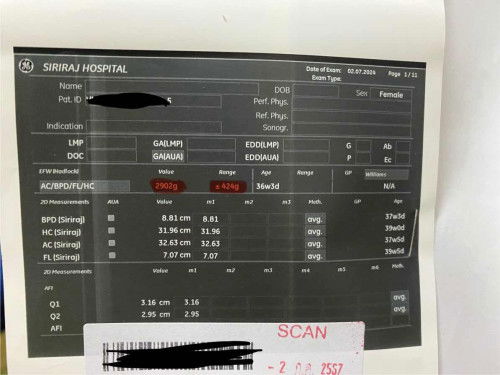 SIRIRAJ HOSPITAL
Date of Exam: 02.07.2024 Page 1 / 11
Exam Type:
Name DOB Sex Female
Pat. ID Perf. Phys.
Ref. Phys.
Indication Sonogr.
LMP GA(LMP) EDD(LMP) G Ab
DOC GA(AUA) EDD(AUA) P Ec
EFW (Hadlock) Value Range Age Range GP Williams
AC/BPD/FL/HC 2902g ± 424g 36w3d N/A
2D Measurements AUA Value m1 m2 m3 Meth. GP Age
BPD (Siriraj) 8.81 cm 8.81 avg. 37w3d
HC (Siriraj) 31.96 cm 31.96 avg. 39w0d
AC (Siriraj) 32.63 cm 32.63 avg. 37w5d
FL (Siriraj) 7.07 cm 7.07 avg. 39w5d
2D Measurements Value m1 m2 m3 m4 m5 m6 Meth.
AFI
Q1 3.16 cm 3.16 avg.
Q2 2.95 cm 2.95 avg.
AFI
SCAN
2557